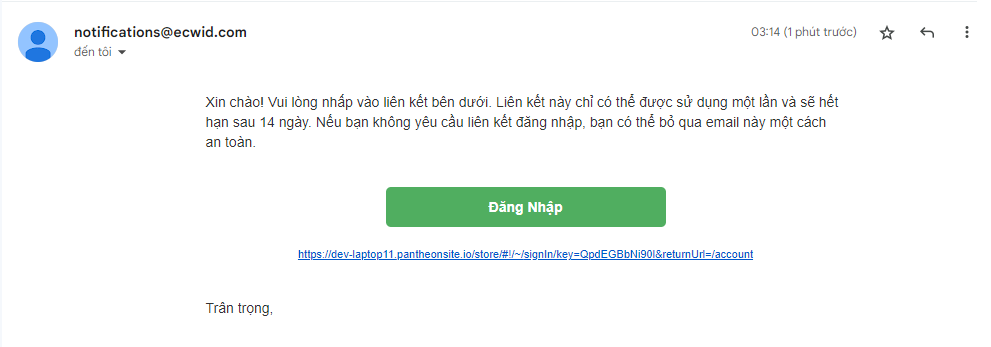 notifications@ecwid.com
03:14 (1 phút trước)
đến tôi
Xin chào! Vui lòng nhấp vào liên kết bên dưới. Liên kết này chỉ có thể được sử dụng một lần và sẽ hết
hạn sau 14 ngày. Nếu bạn không yêu cầu liên kết đăng nhập, bạn có thể bỏ qua email này một cách
an toàn.
Đăng Nhập
https://dev-laptop11.pantheonsite.io/store/#!/~/signIn/key=QpdEGBbNi90l&returnUrl=/account
Trân trọng,